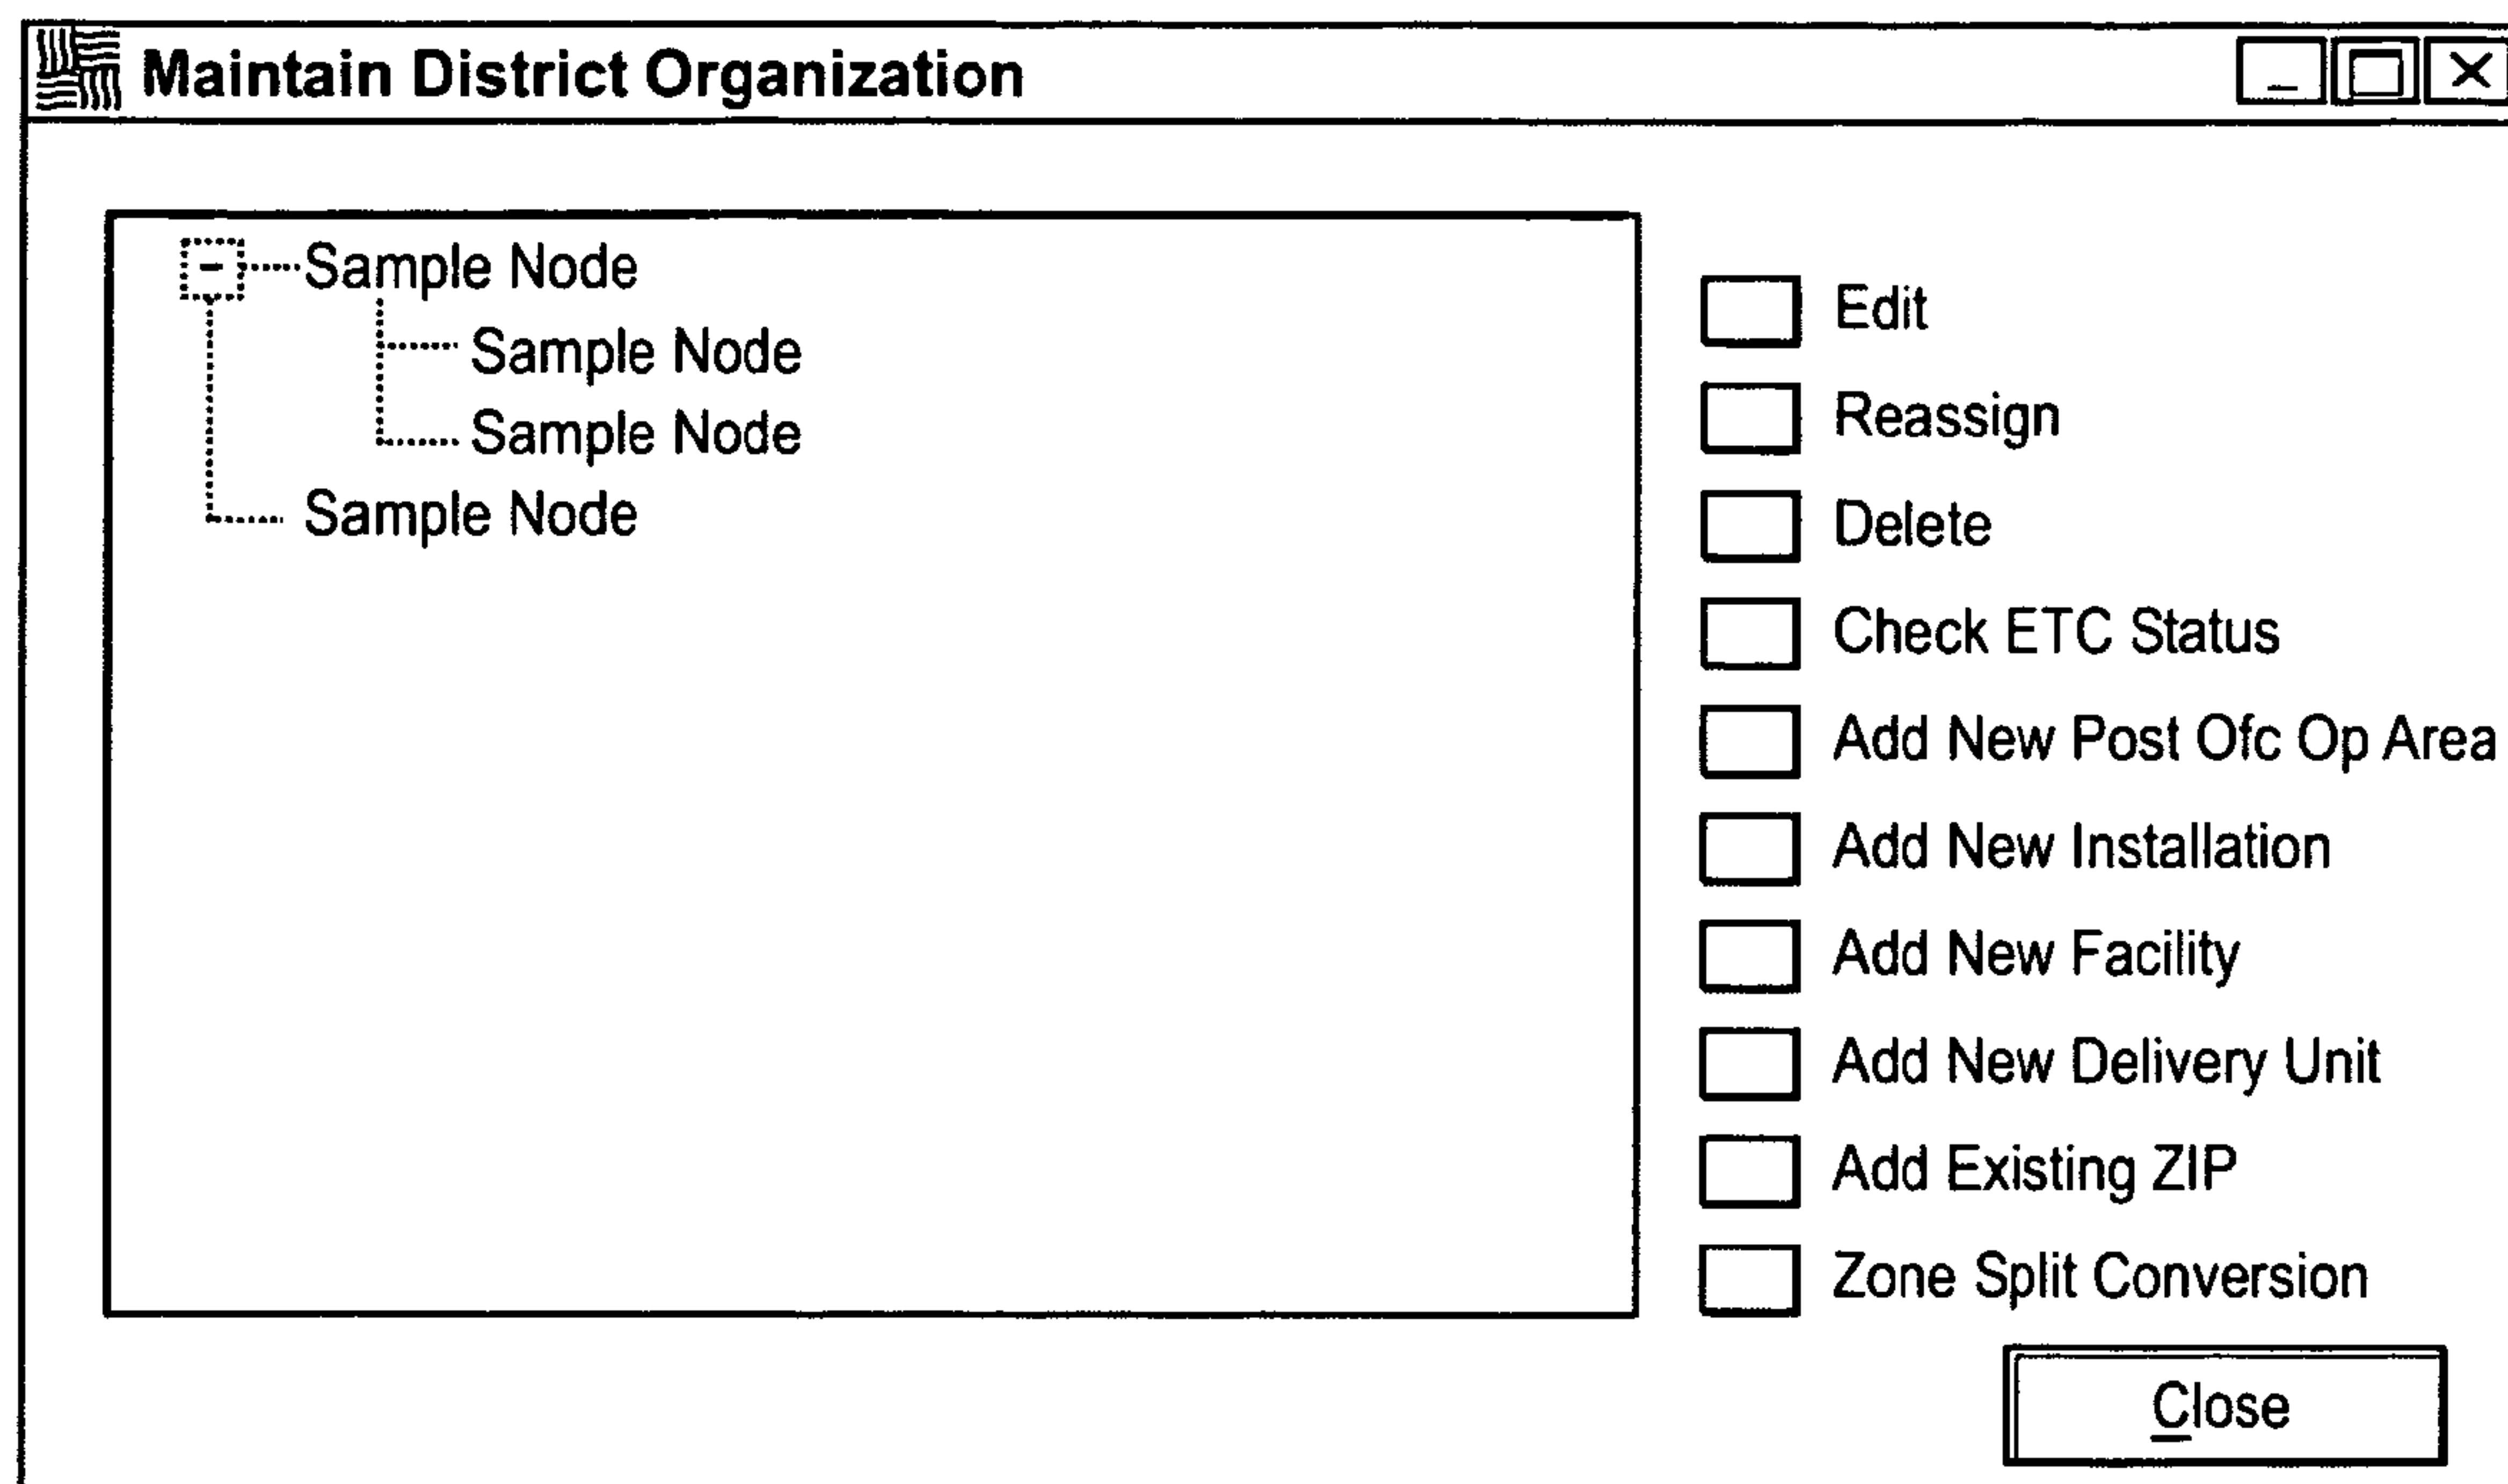 Maintain District Organization
Sample Node
Sample Node
Sample Node
Sample Node
Edit
Reassign
Delete
Check ETC Status
Add New Post Ofc Op Area
Add New Installation
Add New Facility
Add New Delivery Unit
Add Existing ZIP
Zone Split Conversion
Close